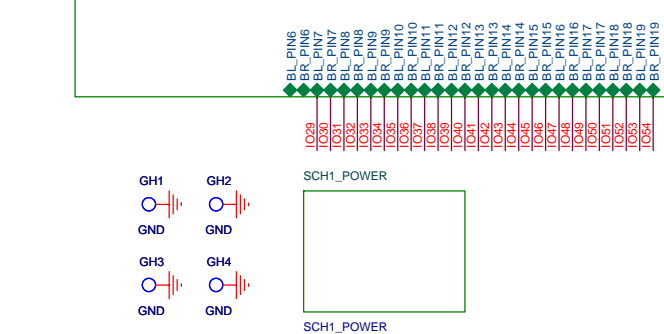 BL_PIN6
BR_PIN6
BL_PIN7
BR_PIN7
BL_PIN8
BR_PIN8
BL_PIN9
BR_PIN9
BL_PIN10
BR_PIN10
BL_PIN11
BR_PIN11
BL_PIN12
BR_PIN12
BL_PIN13
BR_PIN13
BL_PIN14
BR_PIN14
BL_PIN15
BR_PIN15
BL_PIN16
BR_PIN16
BL_PIN17
BR_PIN17
BL_PIN18
BR_PIN18
BL_PIN19
BR_PIN19
IO29
IO30
IO31
IO32
IO33
IO34
IO35
IO36
IO37
IO38
IO39
IO40
IO41
IO42
IO43
IO44
IO45
IO46
IO47
IO48
IO49
IO50
IO51
IO52
IO53
IO54
GH1
GH2
SCH1_POWER
GND
GND
GH3
GH4
GND
GND
SCH1_POWER